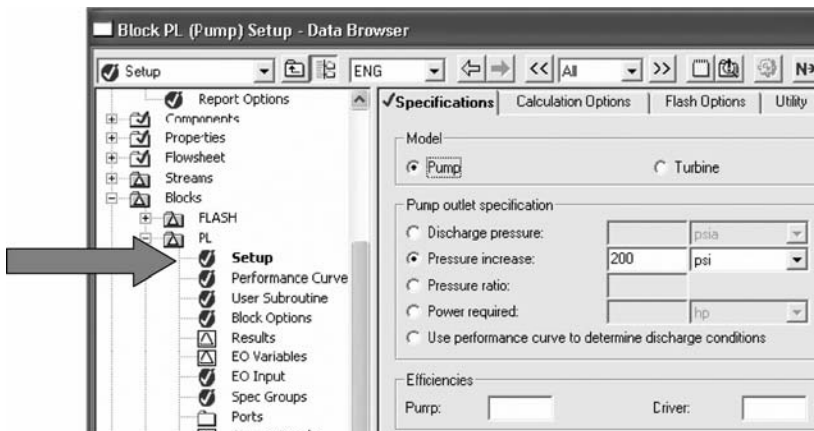 Block PL (Pump) Setup - Data Browser
Setup ENG << All >> N
Report Options
Components
Properties
Flowsheet
Streams
Blocks
FLASH
PL
Setup
Performance Curve
User Subroutine
Block Options
Results
EO Variables
EO Input
Spec Groups
Ports
Specifications Calculation Options Flash Options Utility
Model
Pump Turbine
Pump outlet specification
Discharge pressure: psia
Pressure increase: 200 psi
Pressure ratio:
Power required: hp
Use performance curve to determine discharge conditions
Efficiencies
Pump: Driver: